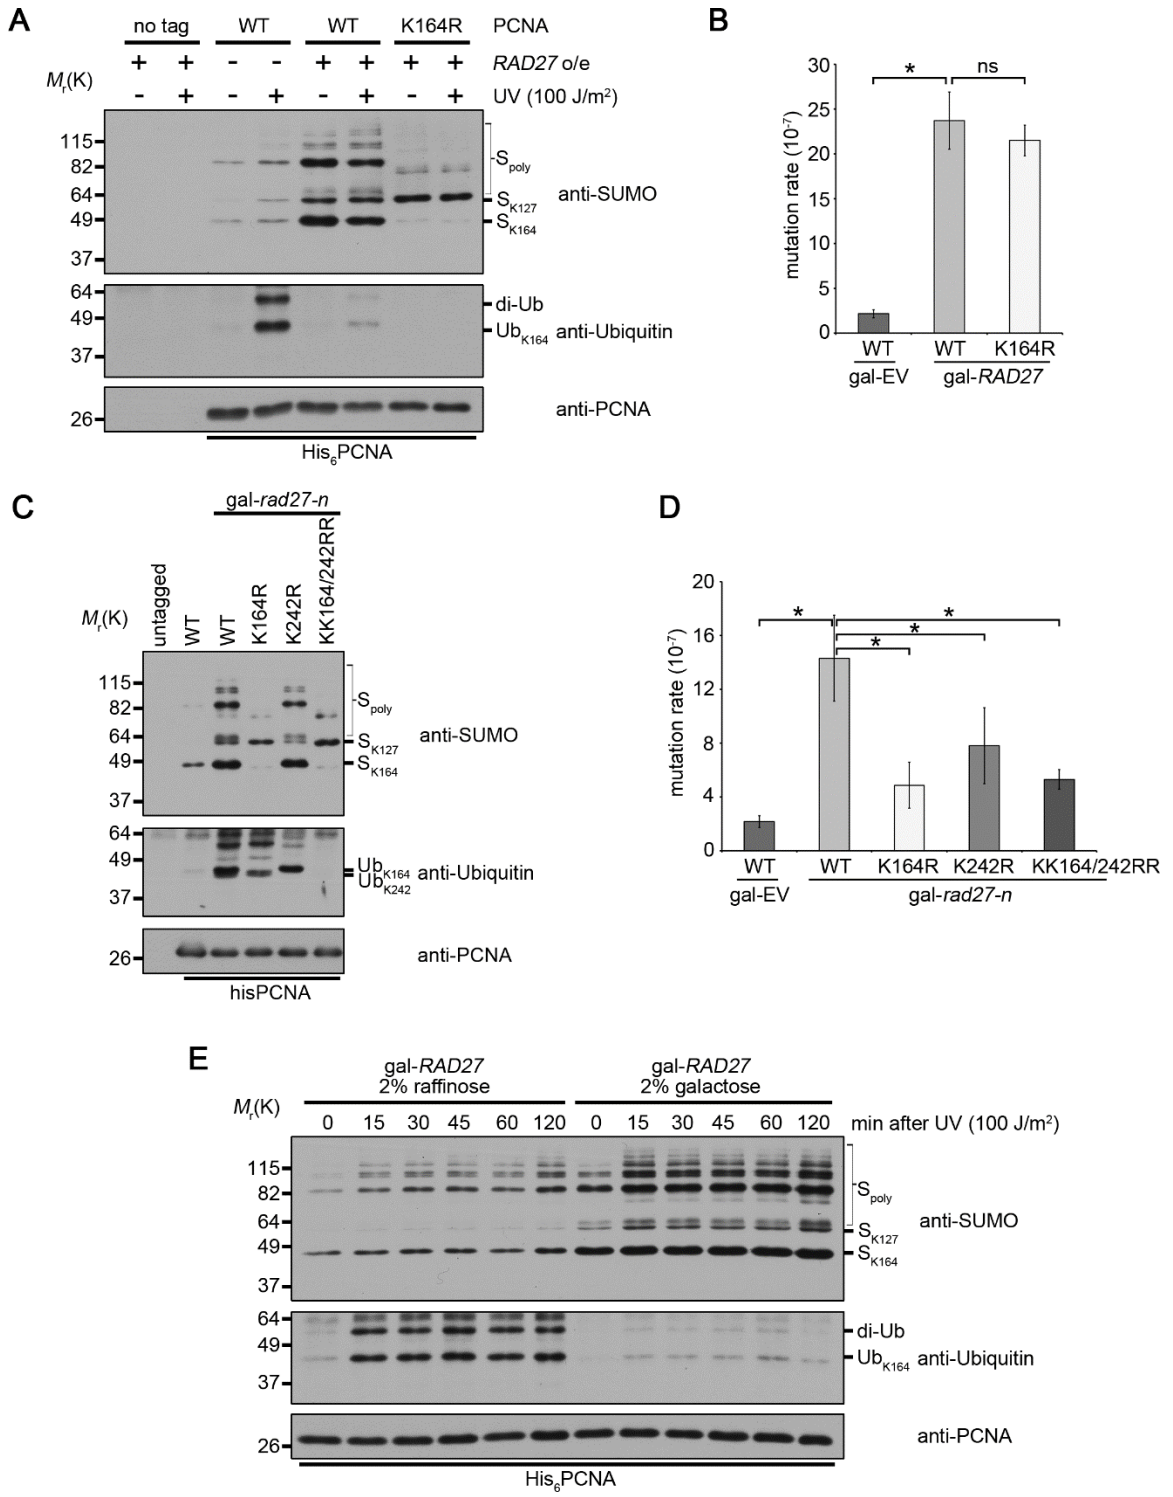 A
no tag WT WT K164R PCNA
+ + - - + + + + RAD27 o/e
- + - + - + - + UV (100 J/m²)
Mr(K)
115
82
64
49
37
Spoly
SK127
SK164
anti-SUMO
64
49
37
di-Ub
UbK164 anti-Ubiquitin
26
anti-PCNA
His6PCNA
B
mutation rate (10-7)
30
25
20
15
10
5
0
* ns
WT WT K164R
gal-EV gal-RAD27
C
gal-rad27-n
Mr(K)
untagged
WT
WT
K164R
K242R
KK164/242RR
115
82
64
49
37
Spoly
SK127
SK164
anti-SUMO
64
49
37
UbK164
UbK242
anti-Ubiquitin
26
anti-PCNA
hisPCNA
D
mutation rate (10-7)
20
16
12
8
4
0
* *
*
*
WT WT K164R K242R KK164/242RR
gal-EV gal-rad27-n
E
gal-RAD27 gal-RAD27
2% raffinose 2% galactose
Mr(K)
0 15 30 45 60 120 0 15 30 45 60 120 min after UV (100 J/m²)
115
82
64
49
37
Spoly
SK127
SK164
anti-SUMO
64
49
37
di-Ub
UbK164 anti-Ubiquitin
26
anti-PCNA
His6PCNA